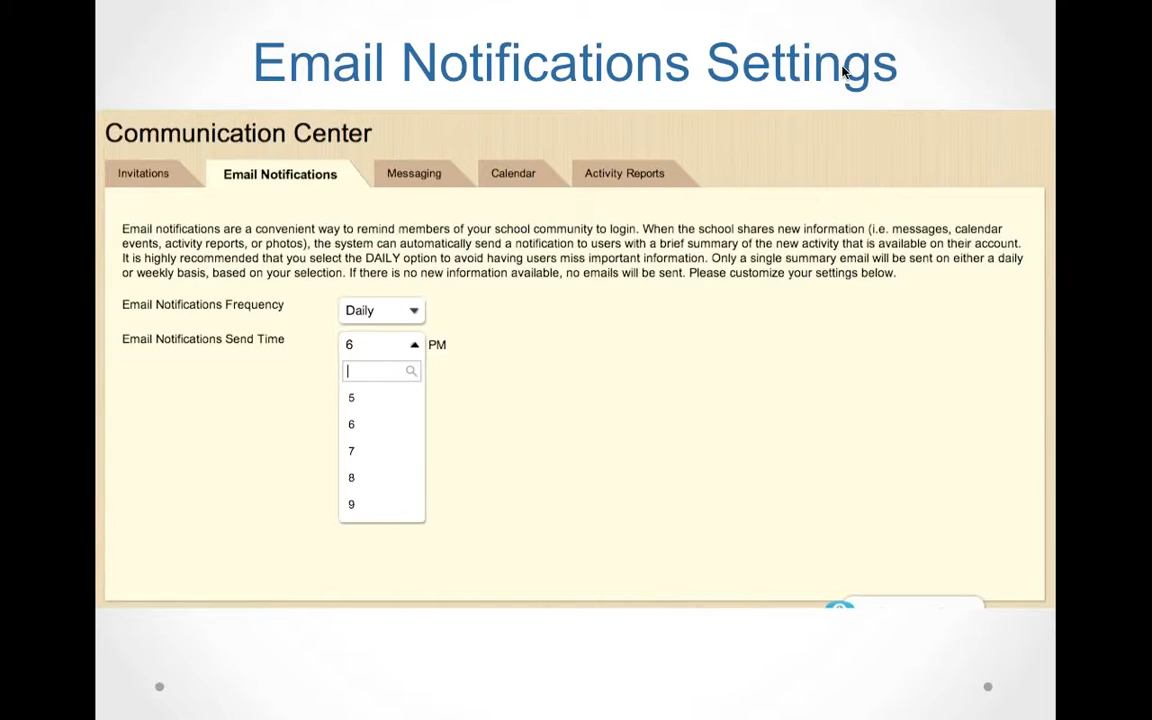 Email Notifications Settings
Communication Center
Invitations
Email Notifications
Messaging
Calendar
Activity Reports
Email notifications are a convenient way to remind members of your school community to login. When the school shares new information (i.e. messages, calendar
events, activity reports, or photos), the system can automatically send a notification to users with a brief summary of the new activity that is available on their account.
It is highly recommended that you select the DAILY option to avoid having users miss important information. Only a single summary email will be sent on either a daily
or weekly basis, based on your selection. If there is no new information available, no emails will be sent. Please customize your settings below.
Email Notifications Frequency
Daily
Email Notifications Send Time
6 PM
5
6
7
8
9